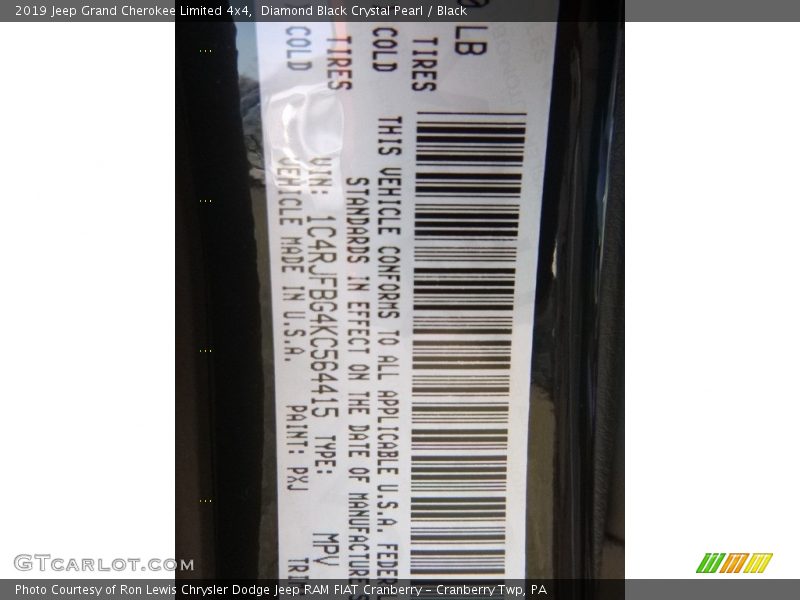 2019 Jeep Grand Cherokee Limited 4x4, Diamond Black Crystal Pearl / Black
LB
TIRES COLD
TIRES COLD
THIS VEHICLE CONFORMS TO ALL APPLICABLE U.S.A. FEDER
STANDARDS IN EFFECT ON THE DATE OF MANUFACTURE S
VIN: 1C4RJFBG4KC564415 TYPE: MPV
VEHICLE MADE IN U.S.A. PAINT: PXJ TRI
GTcarlot.com
Photo Courtesy of Ron Lewis Chrysler Dodge Jeep RAM FIAT Cranberry – Cranberry Twp, PA